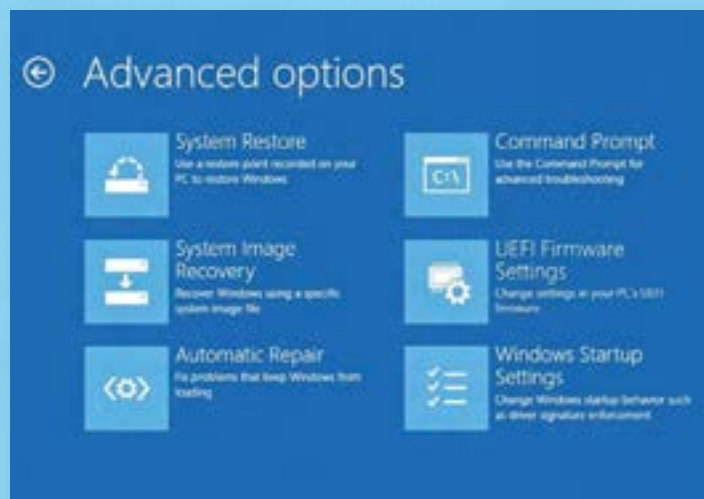 Advanced options
System Restore
Use a restore point recorded on your
PC to restore Windows
System Image
Recovery
Recover Windows using a specific
system image file
Automatic Repair
Fix problems that keep Windows from
loading
Command Prompt
Use the Command Prompt for
advanced troubleshooting
C:\
UEFI Firmware
Settings
Change settings in your PC's UEFI
firmware
Windows Startup
Settings
Change Windows startup behavior such
as driver signature enforcement